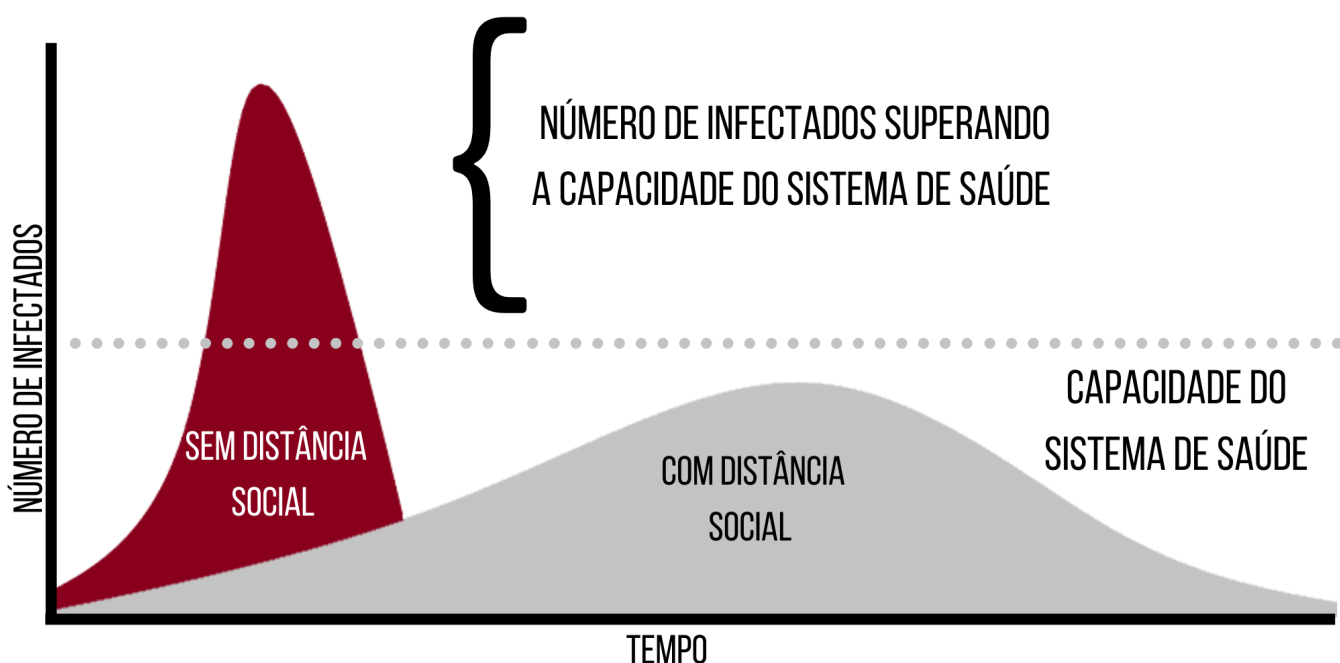 NÚMERO DE INFECTADOS SUPERANDO
A CAPACIDADE DO SISTEMA DE SAÚDE
NÚMERO DE INFECTADOS
CAPACIDADE DO
SISTEMA DE SAÚDE
SEM DISTÂNCIA
SOCIAL
COM DISTÂNCIA
SOCIAL
TEMPO